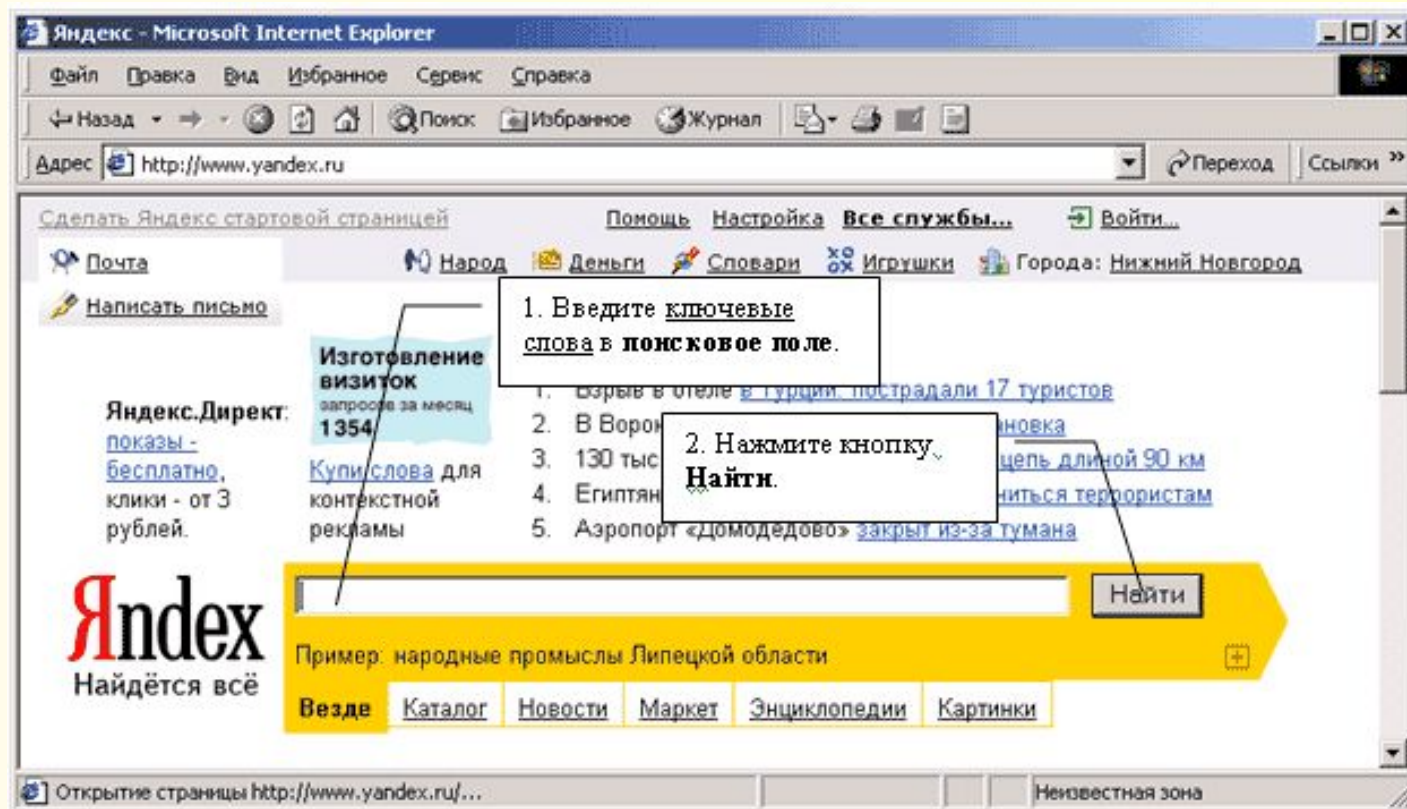 Яндекс - Microsoft Internet Explorer
Файл Правка Вид Избранное Сервис Справка
Назад Поиск Избранное Журнал
Адрес http://www.yandex.ru Переход Ссылки »
Сделать Яндекс стартовой страницей Помощь Настройка Все службы... Войти...
Почта Народ Деньги Словари Игрушки Города: Нижний Новгород
Написать письмо
1. Введите ключевые
слова в поисковое поле.
Изготовление
визиток
запросов за месяц
1354
Яндекс.Директ:
показы -
бесплатно,
клики - от 3
рублей.
Купи слова для
контекстной
рекламы
1. Взрыв в отеле в Турции: пострадали 17 туристов
2. В Ворон
3. 130 тыс цепь длиной 90 км
4. Египтян террористам
5. Аэропорт «Домодедово» закрыт из-за тумана
2. Нажмите кнопку
Найти.
Яndex
Найдётся всё
Найти
Пример: народные промыслы Липецкой области
Везде Каталог Новости Маркет Энциклопедии Картинки
Открытие страницы http://www.yandex.ru/... Неизвестная зона